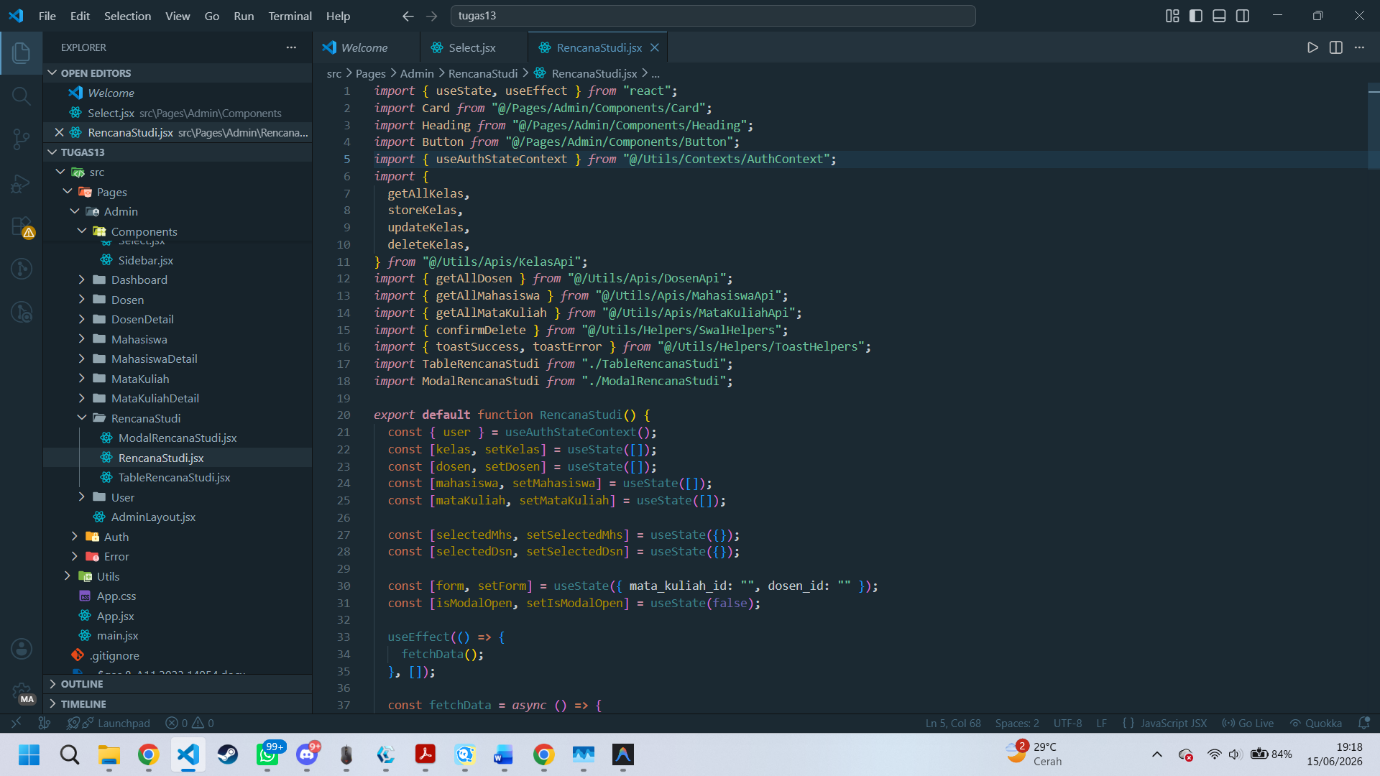 File Edit Selection View Go Run Terminal Help
tugas13
EXPLORER
OPEN EDITORS
Welcome
Select.jsx src\Pages\Admin\Components
RencanaStudi.jsx src\Pages\Admin\Rencana...
TUGAS13
src
Pages
Admin
Components
Select.jsx
Sidebar.jsx
Dashboard
Dosen
DosenDetail
Mahasiswa
MahasiswaDetail
MataKuliah
MataKuliahDetail
RencanaStudi
ModalRencanaStudi.jsx
RencanaStudi.jsx
TableRencanaStudi.jsx
User
AdminLayout.jsx
Auth
Error
Utils
App.css
App.jsx
main.jsx
.gitignore
OUTLINE
TIMELINE
MA
Welcome
Select.jsx
RencanaStudi.jsx
src > Pages > Admin > RencanaStudi > RencanaStudi.jsx > ...
1 import { useState, useEffect } from "react";
2 import Card from "@/Pages/Admin/Components/Card";
3 import Heading from "@/Pages/Admin/Components/Heading";
4 import Button from "@/Pages/Admin/Components/Button";
5 import { useAuthStateContext } from "@/Utils/Contexts/AuthContext";
6 import {
7 getAllKelas,
8 storeKelas,
9 updateKelas,
10 deleteKelas,
11 } from "@/Utils/Apis/KelasApi";
12 import { getAllDosen } from "@/Utils/Apis/DosenApi";
13 import { getAllMahasiswa } from "@/Utils/Apis/MahasiswaApi";
14 import { getAllMataKuliah } from "@/Utils/Apis/MataKuliahApi";
15 import { confirmDelete } from "@/Utils/Helpers/SwalHelpers";
16 import { toastSuccess, toastError } from "@/Utils/Helpers/ToastHelpers";
17 import TableRencanaStudi from "./TableRencanaStudi";
18 import ModalRencanaStudi from "./ModalRencanaStudi";
19
20 export default function RencanaStudi() {
21 const { user } = useAuthStateContext();
22 const [kelas, setKelas] = useState([]);
23 const [dosen, setDosen] = useState([]);
24 const [mahasiswa, setMahasiswa] = useState([]);
25 const [mataKuliah, setMataKuliah] = useState([]);
26
27 const [selectedMhs, setSelectedMhs] = useState({});
28 const [selectedDsn, setSelectedDsn] = useState({});
29
30 const [form, setForm] = useState({ mata_kuliah_id: "", dosen_id: "" });
31 const [isModalOpen, setIsModalOpen] = useState(false);
32
33 useEffect(() => {
34 fetchData();
35 }, []);
36
37 const fetchData = async () => {
Launchpad 0 0
Ln 5, Col 68 Spaces: 2 UTF-8 LF { } JavaScript JSX Go Live Quokka
99+
9+
2
29°C
Cerah
84%
19:18
15/06/2026